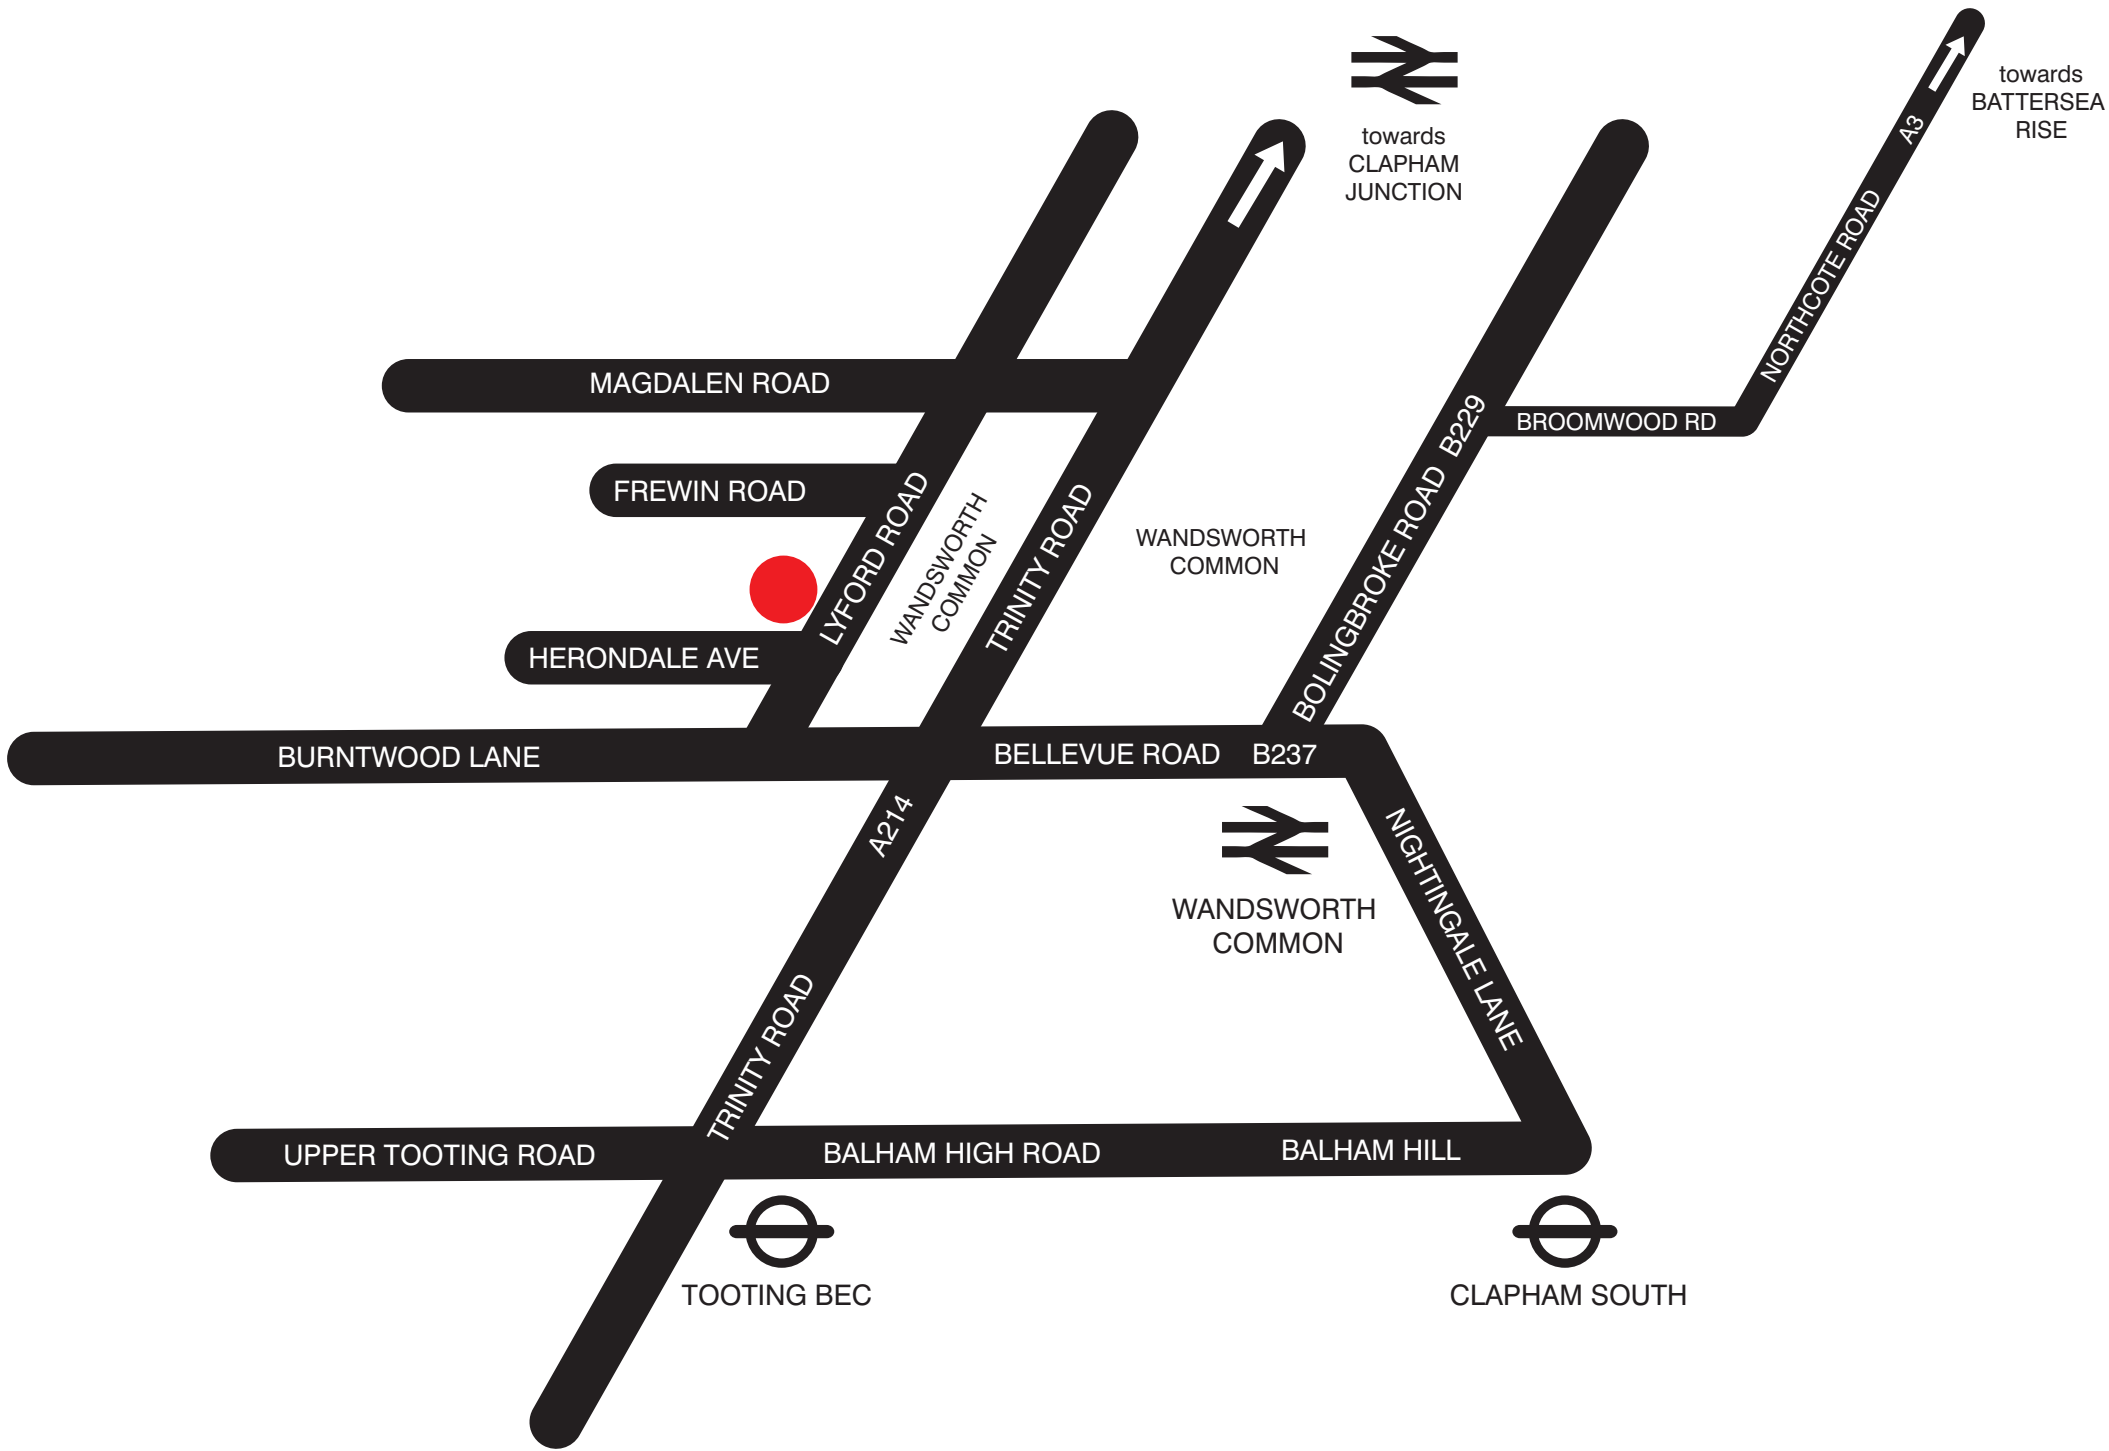 towards
BATTERSEA
RISE
towards
CLAPHAM
JUNCTION
A3
NORTHCOTE ROAD
MAGDALEN ROAD
BROOMWOOD RD
B229
BOLINGBROKE ROAD
FREWIN ROAD
LYFORD ROAD
WANDSWORTH
COMMON
TRINITY ROAD
WANDSWORTH
COMMON
HERONDALE AVE
BURNTWOOD LANE
BELLEVUE ROAD B237
A214
NIGHTINGALE LANE
WANDSWORTH
COMMON
TRINITY ROAD
UPPER TOOTING ROAD
BALHAM HIGH ROAD
BALHAM HILL
TOOTING BEC
CLAPHAM SOUTH